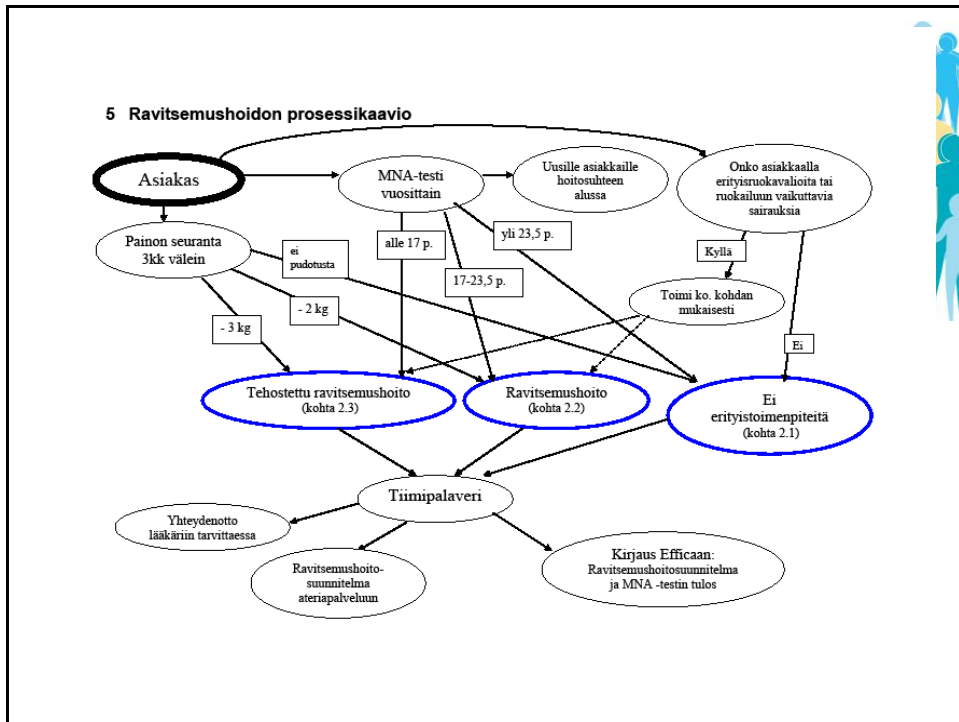 5 Ravitsemushoidon prosessikaavio
Asiakas
MNA-testi
vuosittain
Uusille asiakkaille
hoitosuhteen
alussa
Onko asiakkaalla
erityisruokavalioita tai
ruokailuun vaikuttavia
sairauksia
Painon seuranta
3kk välein
ei
pudotusta
alle 17 p.
yli 23,5 p.
Kyllä
17-23,5 p.
Toimi ko. kohdan
mukaisesti
- 2 kg
- 3 kg
Ei
Tehostettu ravitsemushoito
(kohta 2.3)
Ravitsemushoito
(kohta 2.2)
Ei
erityistoimenpiteitä
(kohta 2.1)
Tiimipalaveri
Yhteydenotto
lääkäriin tarvittaessa
Ravitsemushoito-
suunnitelma
ateriapalveluun
Kirjaus Efficaan:
Ravitsemushoitosuunnitelma
ja MNA -testin tulos